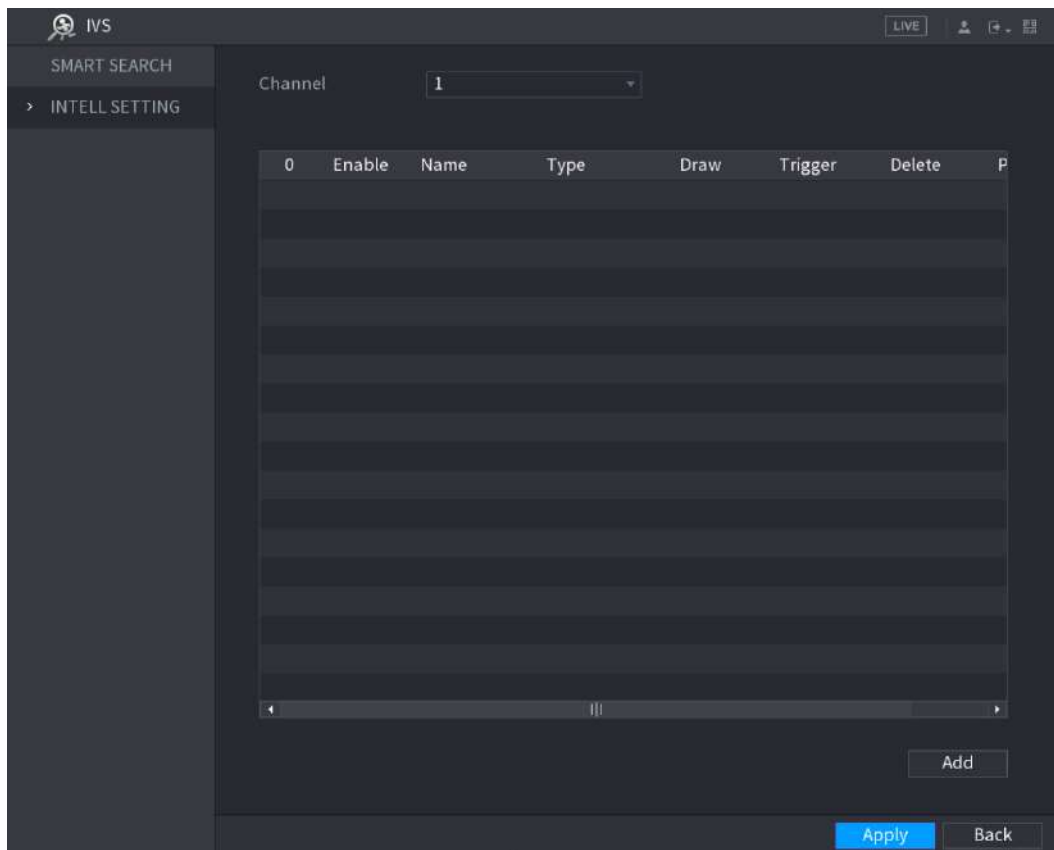 IVS LIVE
SMART SEARCH
Channel 1
> INTELL SETTING
0 Enable Name Type Draw Trigger Delete P
Add
Apply Back